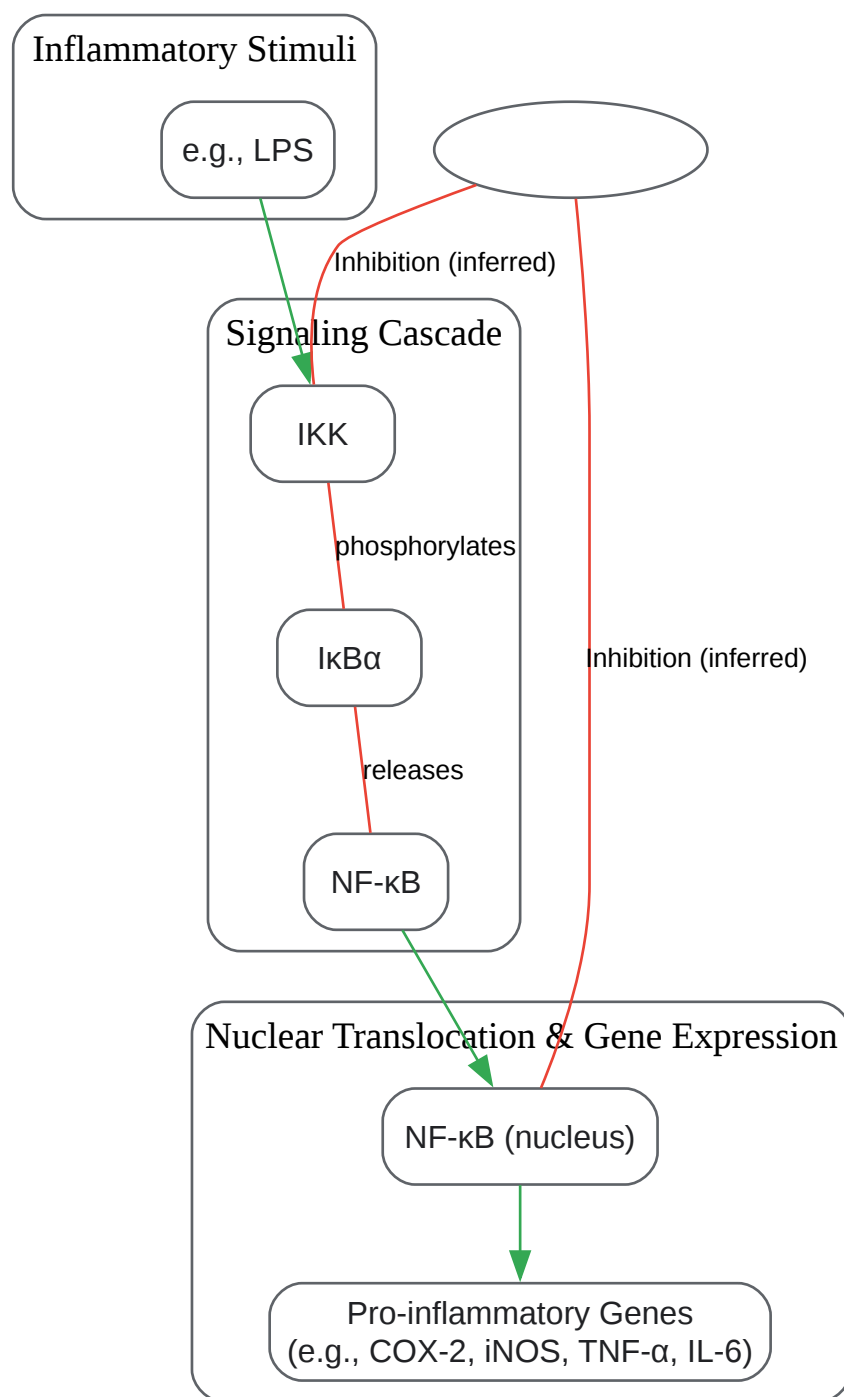 Inflammatory Stimuli
e.g., LPS
Inhibition (inferred)
Signaling Cascade
IKK
phosphorylates
IκBα
Inhibition (inferred)
releases
NF-κB
Nuclear Translocation & Gene Expression
NF-κB (nucleus)
Pro-inflammatory Genes
(e.g., COX-2, iNOS, TNF-α, IL-6)